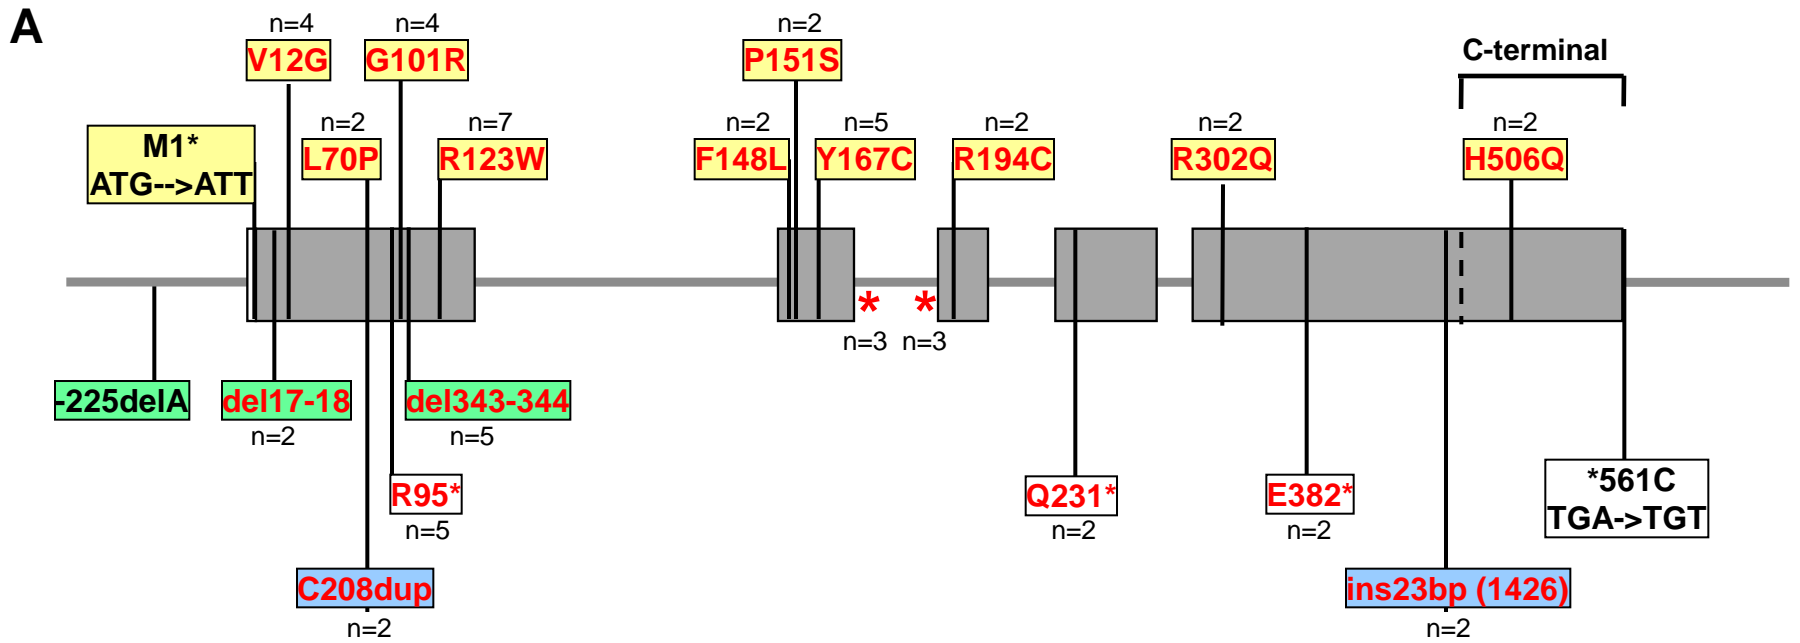 A
n=4
n=4
n=2
V12G
G101R
P151S
C-terminal
n=2
n=7
n=2
n=5
n=2
n=2
n=2
M1*
ATG-->ATT
L70P
R123W
F148L
Y167C
R194C
R302Q
H506Q
*
*
n=3
n=3
-225delA
del17-18
del343-344
n=2
n=5
R95*
Q231*
E382*
*561C
TGA->TGT
n=5
n=2
n=2
C208dup
ins23bp (1426)
n=2
n=2